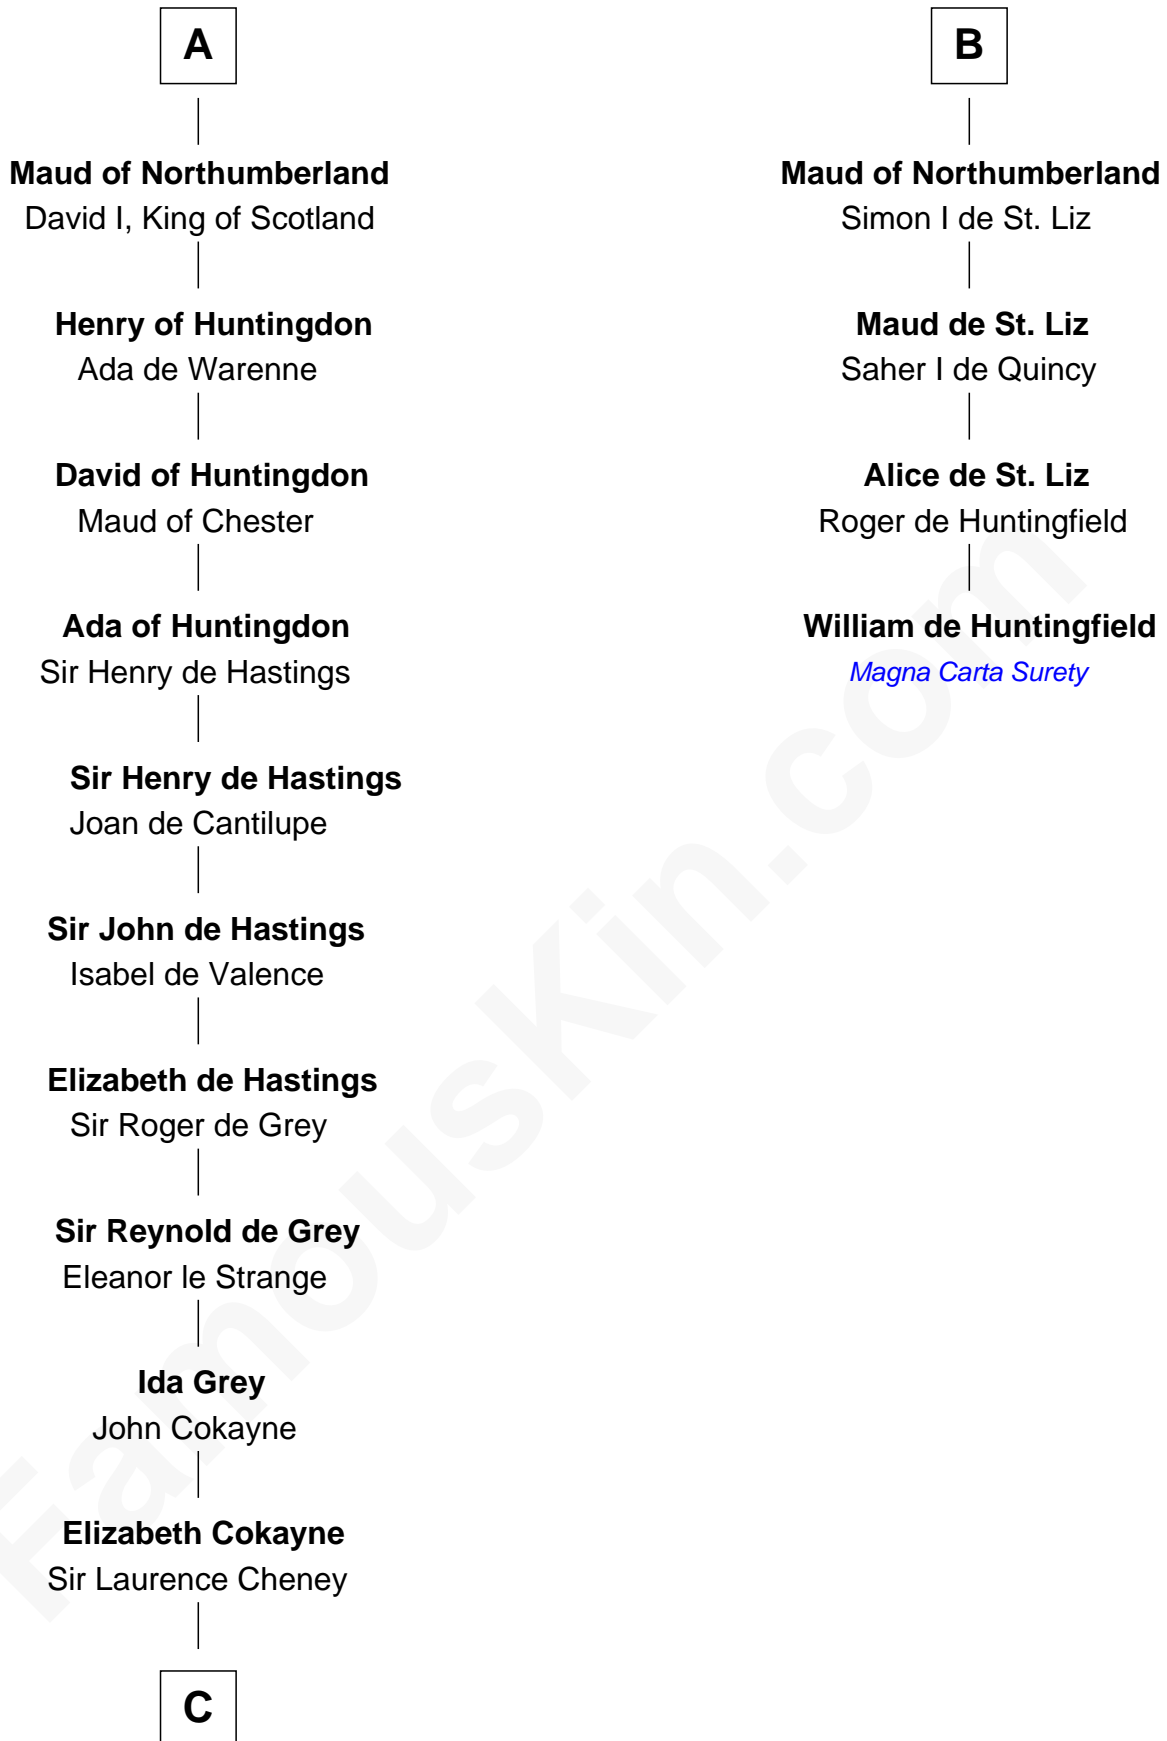 A
Maud of Northumberland
David I, King of Scotland
Henry of Huntingdon
Ada de Warenne
David of Huntingdon
Maud of Chester
Ada of Huntingdon
Sir Henry de Hastings
Sir Henry de Hastings
Joan de Cantilupe
Sir John de Hastings
Isabel de Valence
Elizabeth de Hastings
Sir Roger de Grey
Sir Reynold de Grey
Eleanor le Strange
Ida Grey
John Cokayne
Elizabeth Cokayne
Sir Laurence Cheney
C
B
Maud of Northumberland
Simon I de St. Liz
Maud de St. Liz
Saher I de Quincy
Alice de St. Liz
Roger de Huntingfield
William de Huntingfield
Magna Carta Surety
FamousKin.com